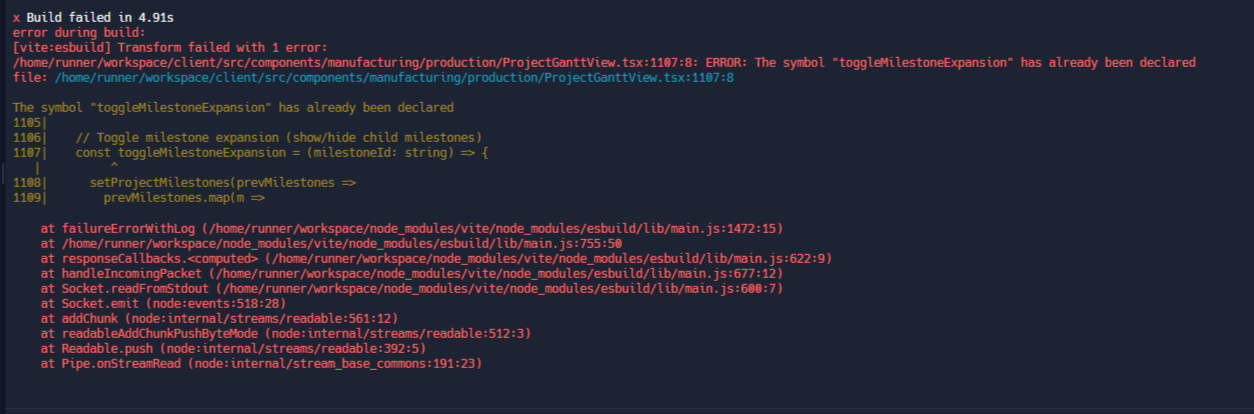 x Build failed in 4.91s
error during build:
[vite:esbuild] Transform failed with 1 error:
/home/runner/workspace/client/src/components/manufacturing/production/ProjectGanttView.tsx:1107:8: ERROR: The symbol "toggleMilestoneExpansion" has already been declared
file: /home/runner/workspace/client/src/components/manufacturing/production/ProjectGanttView.tsx:1107:8

The symbol "toggleMilestoneExpansion" has already been declared
1105|
1106|    // Toggle milestone expansion (show/hide child milestones)
1107|    const toggleMilestoneExpansion = (milestoneId: string) => {
   |          ^
1108|      setProjectMilestones(prevMilestones =>
1109|        prevMilestones.map(m =>

    at failureErrorWithLog (/home/runner/workspace/node_modules/vite/node_modules/esbuild/lib/main.js:1472:15)
    at /home/runner/workspace/node_modules/vite/node_modules/esbuild/lib/main.js:755:50
    at responseCallbacks.<computed> (/home/runner/workspace/node_modules/vite/node_modules/esbuild/lib/main.js:622:9)
    at handleIncomingPacket (/home/runner/workspace/node_modules/vite/node_modules/esbuild/lib/main.js:677:12)
    at Socket.readFromStdout (/home/runner/workspace/node_modules/vite/node_modules/esbuild/lib/main.js:600:7)
    at Socket.emit (node:events:518:28)
    at addChunk (node:internal/streams/readable:561:12)
    at readableAddChunkPushByteMode (node:internal/streams/readable:512:3)
    at Readable.push (node:internal/streams/readable:392:5)
    at Pipe.onStreamRead (node:internal/stream_base_commons:191:23)